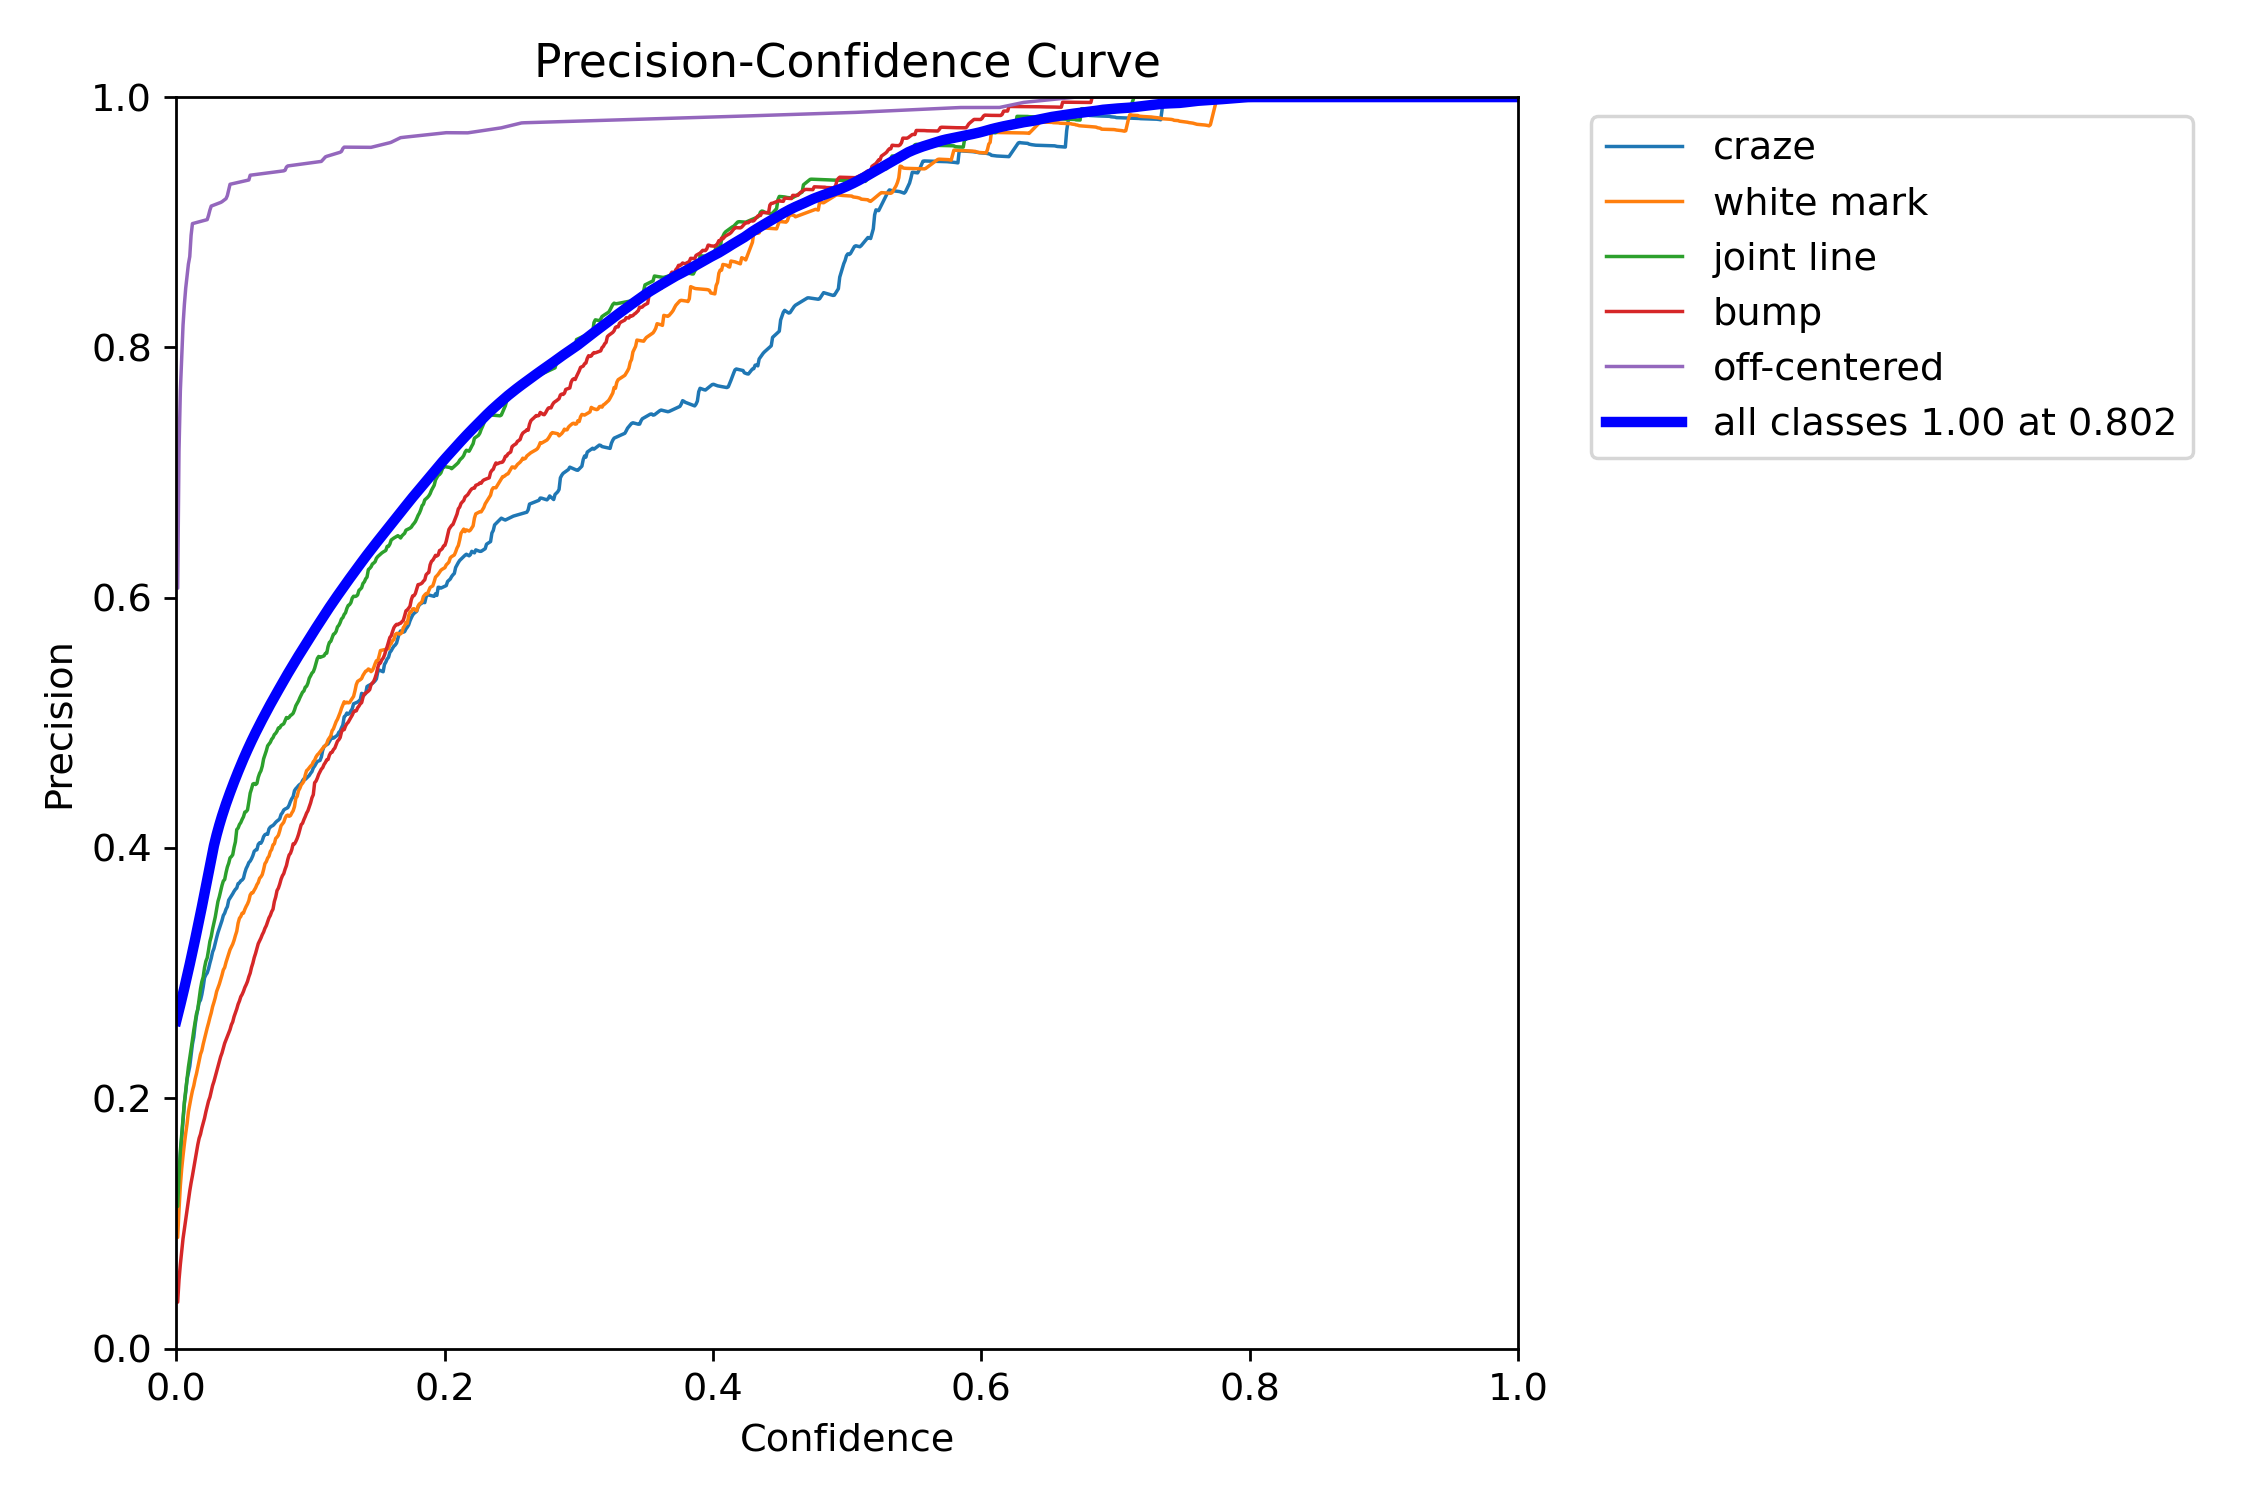 Precision-Confidence Curve
1.0
0.8
0.6
0.4
0.2
0.0
Precision
0.0 0.2 0.4 0.6 0.8 1.0
Confidence
craze
white mark
joint line
bump
off-centered
all classes 1.00 at 0.802